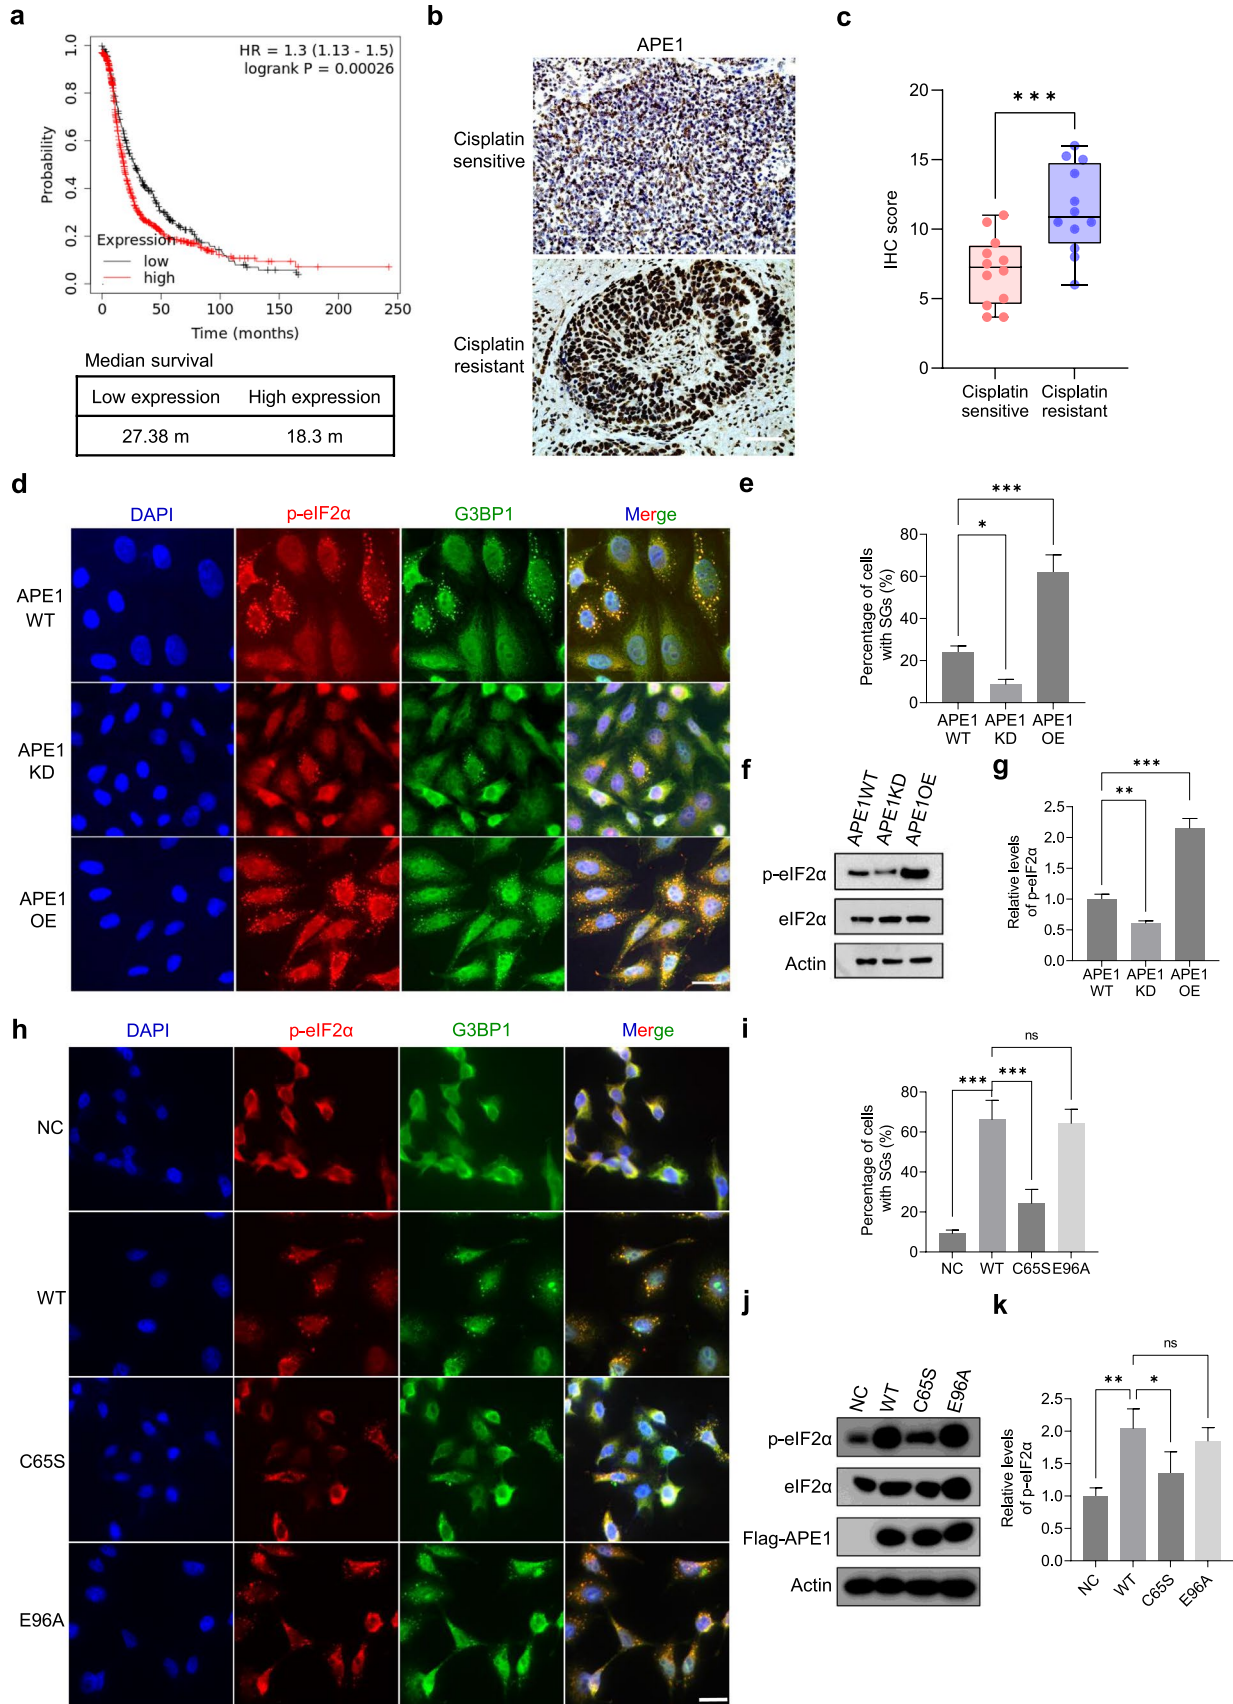 a
HR = 1.3 (1.13 - 1.5)
logrank P = 0.00026
Probability
1.0
0.8
0.6
0.4
0.2
0.0
Expression
low
high
0 50 100 150 200 250
Time (months)
Median survival
Low expression High expression
27.38 m 18.3 m
b
APE1
Cisplatin
sensitive
Cisplatin
resistant
c
***
IHC score
20
15
10
5
0
Cisplatin
sensitive
Cisplatin
resistant
d
DAPI p-eIF2α G3BP1 Merge
APE1
WT
APE1
KD
APE1
OE
e
***
*
Percentage of cells
with SGs (%)
80
60
40
20
0
APE1
WT
APE1
KD
APE1
OE
f
APE1WT
APE1KD
APE1OE
p-eIF2α
eIF2α
Actin
g
***
**
Relative levels
of p-eIF2α
2.5
2.0
1.5
1.0
0.5
0.0
APE1
WT
APE1
KD
APE1
OE
h
DAPI p-eIF2α G3BP1 Merge
NC
WT
C65S
E96A
i
ns
*** ***
Percentage of cells
with SGs (%)
80
60
40
20
0
NC WT C65S E96A
j
NC WT C65S E96A
p-eIF2α
eIF2α
Flag-APE1
Actin
k
ns
** *
Relative levels
of p-eIF2α
2.5
2.0
1.5
1.0
0.5
0.0
NC WT C65S E96A